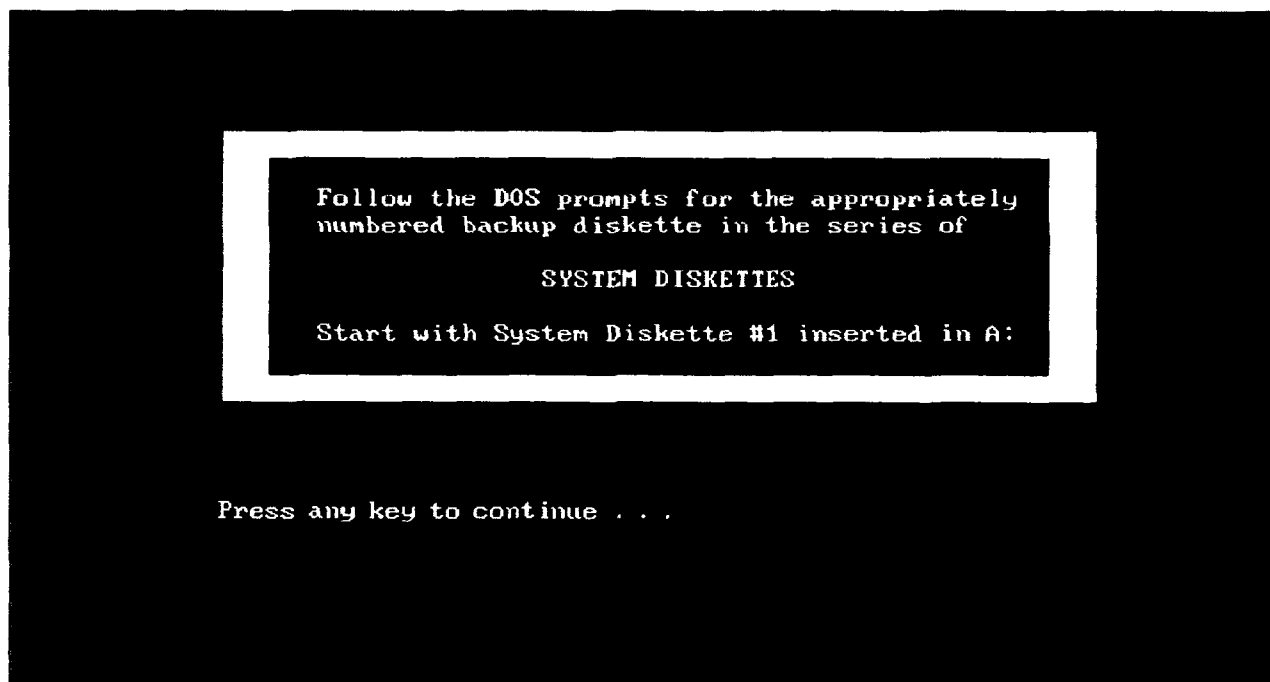 Follow the DOS prompts for the appropriately
numbered backup diskette in the series of
SYSTEM DISKETTES
Start with System Diskette #1 inserted in A:
Press any key to continue . . .